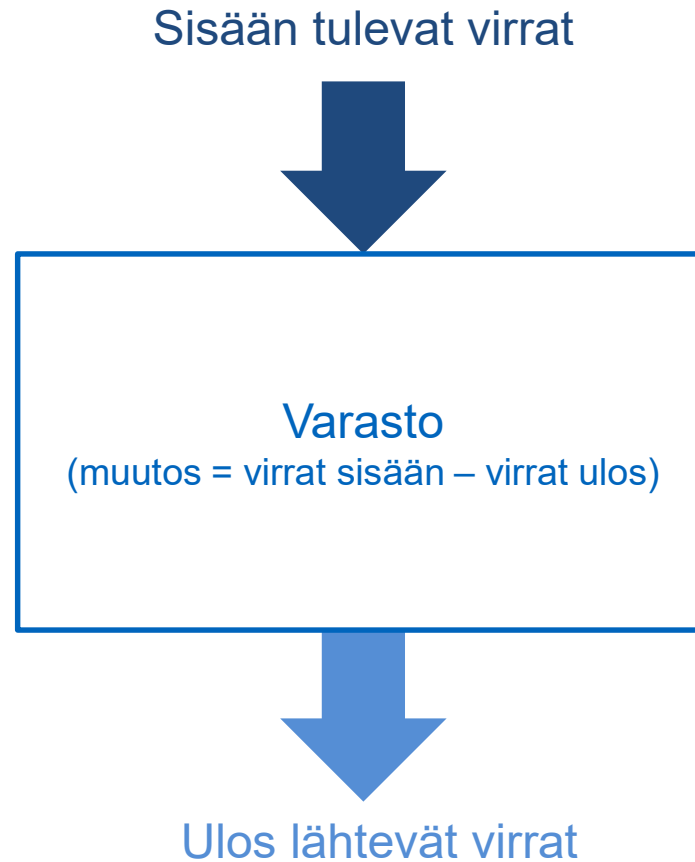 Sisään tulevat virrat
Varasto
(muutos = virrat sisään – virrat ulos)
Ulos lähtevät virrat